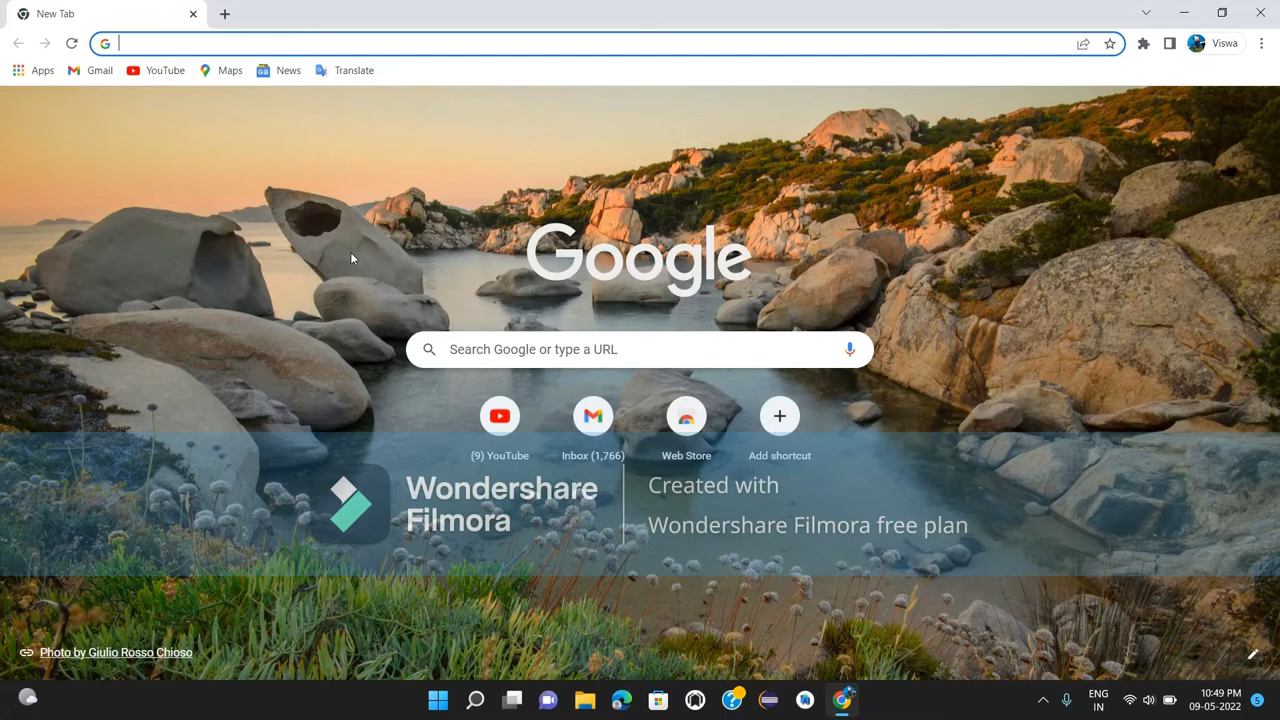 New Tab
Viswa
Apps
Gmail
YouTube
Maps
News
Translate
Google
Search Google or type a URL
(9) YouTube
Inbox (1,766)
Web Store
Add shortcut
Wondershare
Filmora
Created with
Wondershare Filmora free plan
Photo by Giulio Rosso Chioso
ENG
IN
10:49 PM
09-05-2022
5